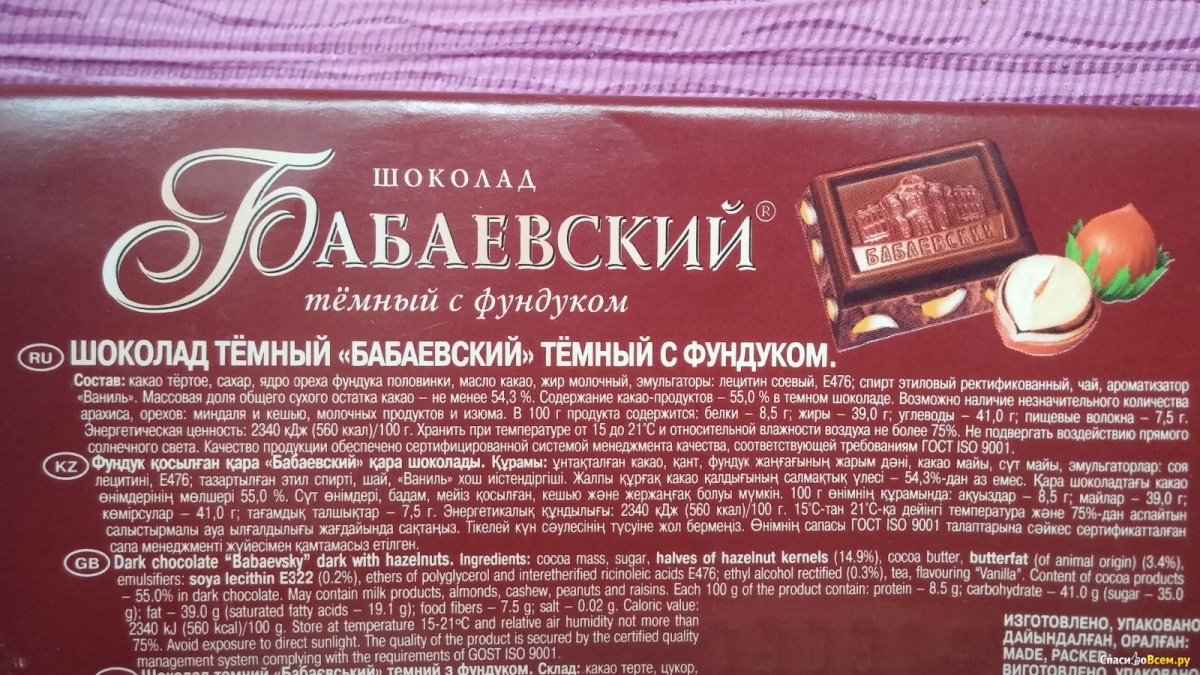 ШОКОЛАД
БАБАЕВСКИЙ®
тёмный с фундуком
БАБАЕВСКИЙ
RU ШОКОЛАД ТЁМНЫЙ «БАБАЕВСКИЙ» ТЁМНЫЙ С ФУНДУКОМ.
Состав: какао тёртое, сахар, ядро ореха фундука половинки, масло какао, жир молочный, эмульгаторы: лецитин соевый, Е476; спирт этиловый ректификованный, чай, ароматизатор
«Ваниль». Массовая доля общего сухого остатка какао – не менее 54,3 %. Содержание какао-продуктов – 55,0 % в темном шоколаде. Возможно наличие незначительного количества
арахиса, орехов: миндаля и кешью, молочных продуктов и изюма. В 100 г продукта содержится: белки – 8,5 г; жиры – 39,0 г; углеводы – 41,0 г; пищевые волокна – 7,5 г.
Энергетическая ценность: 2340 кДж (560 ккал)/100 г. Хранить при температуре от 15 до 21°С и относительной влажности воздуха не более 75%. Не подвергать воздействию прямого
солнечного света. Качество продукции обеспечено сертифицированной системой менеджмента качества, соответствующей требованиям ГОСТ ISO 9001.
KZ Фундук қосылған қара «Бабаевский» қара шоколады. Құрамы: ұнтақталған какао, қант, фундук жаңғағының жарым дәні, какао майы, сүт майы, эмульгаторлар: соя
лецитині, Е476; тазартылған этил спирті, шай, «Ваниль» хош иістендіргіші. Жалпы құрғақ какао қалдығының салмақтық үлесі – 54,3%-дан аз емес. Қара шоколадтағы какао
өнімдерінің мөлшері 55,0 %. Сүт өнімдері, бадам, мейіз қосылған, кешью және жержаңғақ болуы мүмкін. 100 г өнімнің құрамында: ақуыздар – 8,5 г; майлар – 39,0 г;
көмірсулар – 41,0 г; тағамдық талшықтар – 7,5 г. Энергетикалық құндылығы: 2340 кДж (560 ккал)/100 г. 15°С-тан 21°С-қа дейінгі температура және 75%-дан аспайтын
салыстырмалы ауа ылғалдылығы жағдайында сақтаңыз. Тікелей күн сәулесінің түсуіне жол бермеңіз. Өнімнің сапасы ГОСТ ISO 9001 талаптарына сәйкес сертификатталған
сапа менеджменті жүйесімен қамтамасыз етілген.
GB Dark chocolate “Babaevsky” dark with hazelnuts. Ingredients: cocoa mass, sugar, halves of hazelnut kernels (14.9%), cocoa butter, butterfat (of animal origin) (3.4%),
emulsifiers: soya lecithin E322 (0.2%), ethers of polyglycerol and interetherified ricinoleic acids E476; ethyl alcohol rectified (0.3%), tea, flavouring "Vanilla". Content of cocoa products
– 55.0% in dark chocolate. May contain milk products, almonds, cashew, peanuts and raisins. Each 100 g of the product contain: protein – 8.5 g; carbohydrate – 41.0 g (sugar – 35.0
g); fat – 39.0 g (saturated fatty acids – 19.1 g); food fibers – 7.5 g; salt – 0.02 g. Caloric value:
2340 kJ (560 kcal)/100 g. Store at temperature 15-21ºC and relative air humidity not more than
75%. Avoid exposure to direct sunlight. The quality of the product is secured by the certified quality
management system complying with the requirements of GOST ISO 9001.
Шоколад темний «Бабаєвський» темний з фундуком. Склад: какао терте, цукор,
ИЗГОТОВЛЕНО, УПАКОВАНО
ДАЙЫНДАЛҒАН, ОРАЛҒАН:
MADE, PACKED
ВИГОТОВЛЕНО, УПАКОВАНО
СпасибоВсем.ру